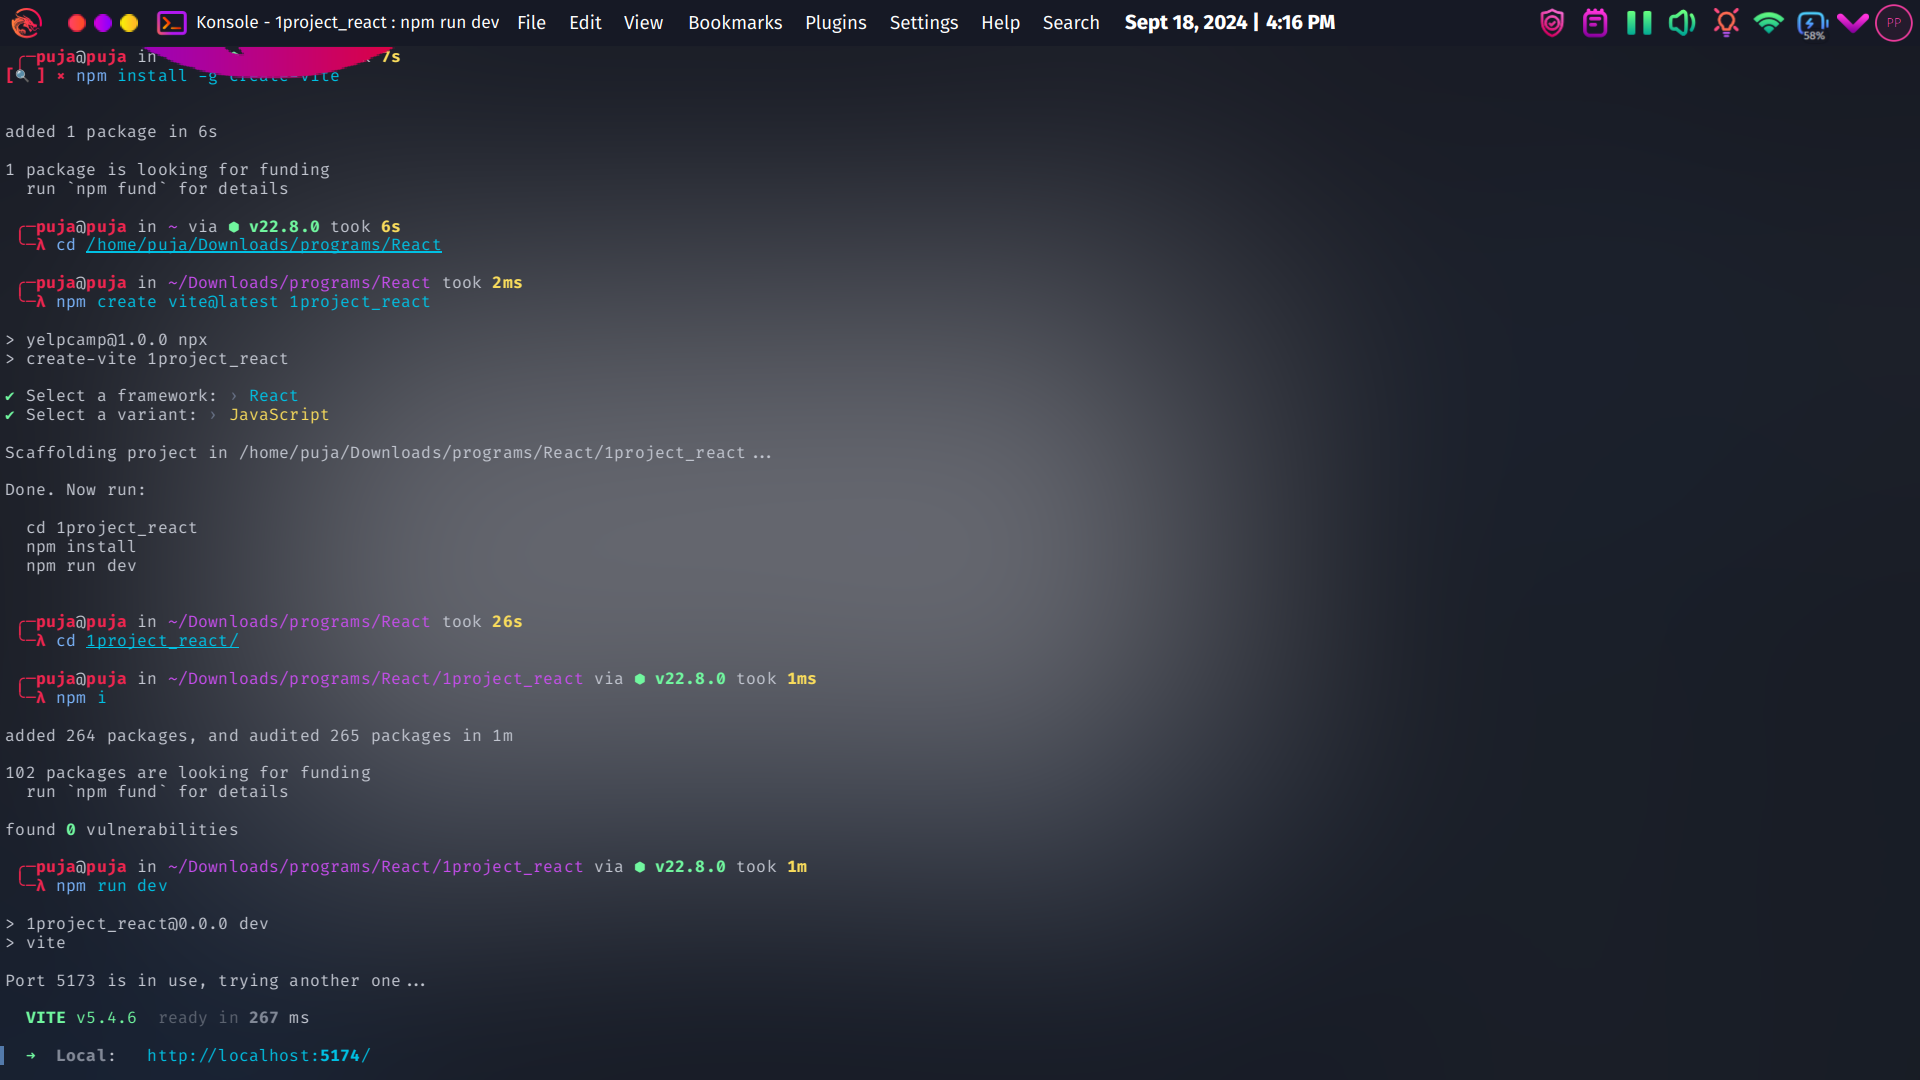 Konsole - 1project_react : npm run dev File Edit View Bookmarks Plugins Settings Help Search Sept 18, 2024 | 4:16 PM 58% PP
puja@puja in 7s
[🔍] × npm install -g create-vite
added 1 package in 6s
1 package is looking for funding
run `npm fund` for details
╭─puja@puja in ~ via ⬢ v22.8.0 took 6s
╰─λ cd /home/puja/Downloads/programs/React
╭─puja@puja in ~/Downloads/programs/React took 2ms
╰─λ npm create vite@latest 1project_react
> yelpcamp@1.0.0 npx
> create-vite 1project_react
✔ Select a framework: › React
✔ Select a variant: › JavaScript
Scaffolding project in /home/puja/Downloads/programs/React/1project_react...
Done. Now run:
cd 1project_react
npm install
npm run dev
╭─puja@puja in ~/Downloads/programs/React took 26s
╰─λ cd 1project_react/
╭─puja@puja in ~/Downloads/programs/React/1project_react via ⬢ v22.8.0 took 1ms
╰─λ npm i
added 264 packages, and audited 265 packages in 1m
102 packages are looking for funding
run `npm fund` for details
found 0 vulnerabilities
╭─puja@puja in ~/Downloads/programs/React/1project_react via ⬢ v22.8.0 took 1m
╰─λ npm run dev
> 1project_react@0.0.0 dev
> vite
Port 5173 is in use, trying another one...
VITE v5.4.6 ready in 267 ms
➜ Local: http://localhost:5174/